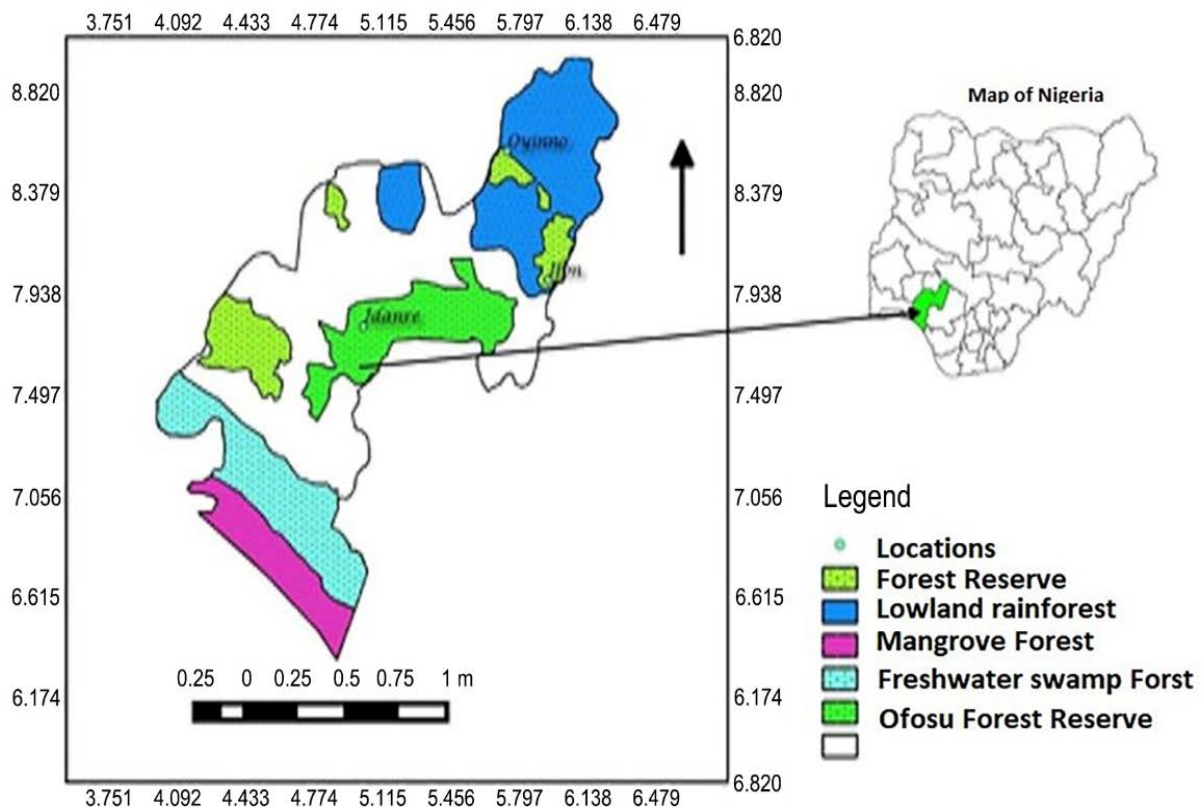 3.751 4.092 4.433 4.774 5.115 5.456 5.797 6.138 6.479
6.820
8.820 8.820
Map of Nigeria
Oyinno
8.379 8.379
Ifon
7.938 7.938
Idanre
7.497 7.497
7.056 7.056
Legend
Locations
Forest Reserve
6.615 6.615
Lowland rainforest
Mangrove Forest
0.25 0 0.25 0.5 0.75 1 m
Freshwater swamp Forst
6.174 6.174
Ofosu Forest Reserve
6.820
3.751 4.092 4.433 4.774 5.115 5.456 5.797 6.138 6.479